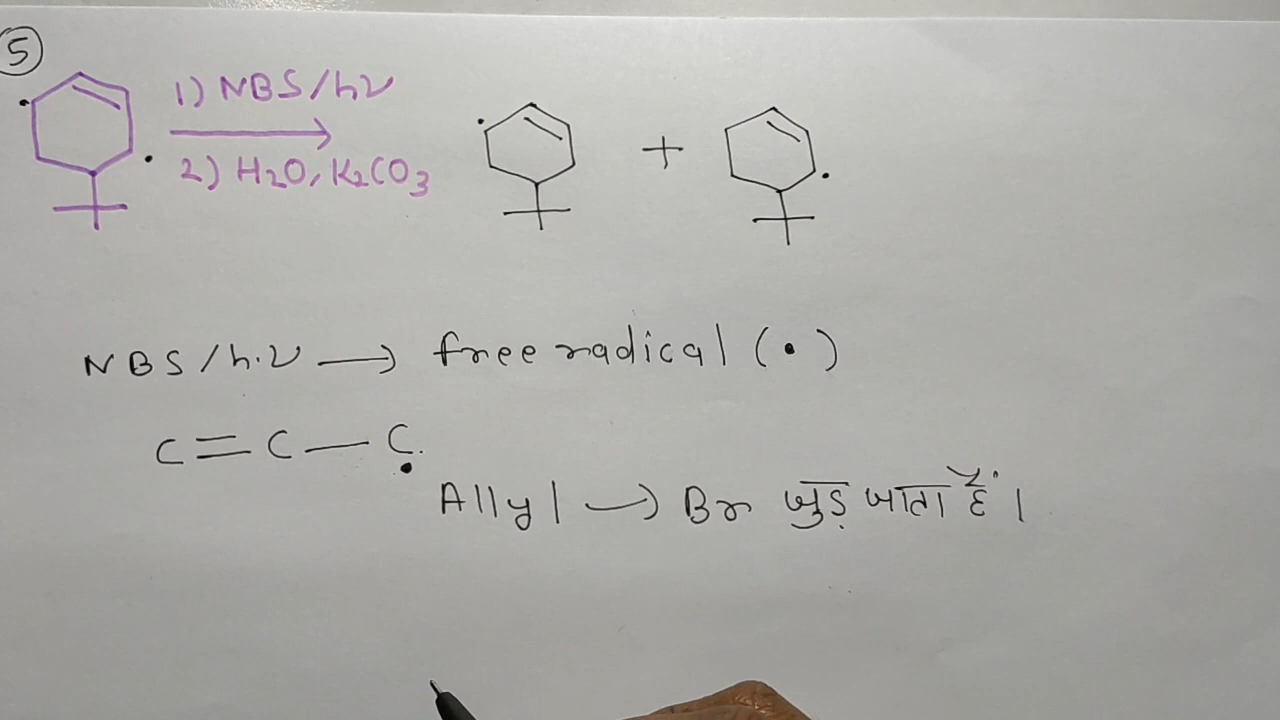 5
1) NBS/hν
2) H2O, K2CO3
+
NBS/h.ν → free radical (•)
C=C—C.
Allyl → Br जुड़ जाता हैं।